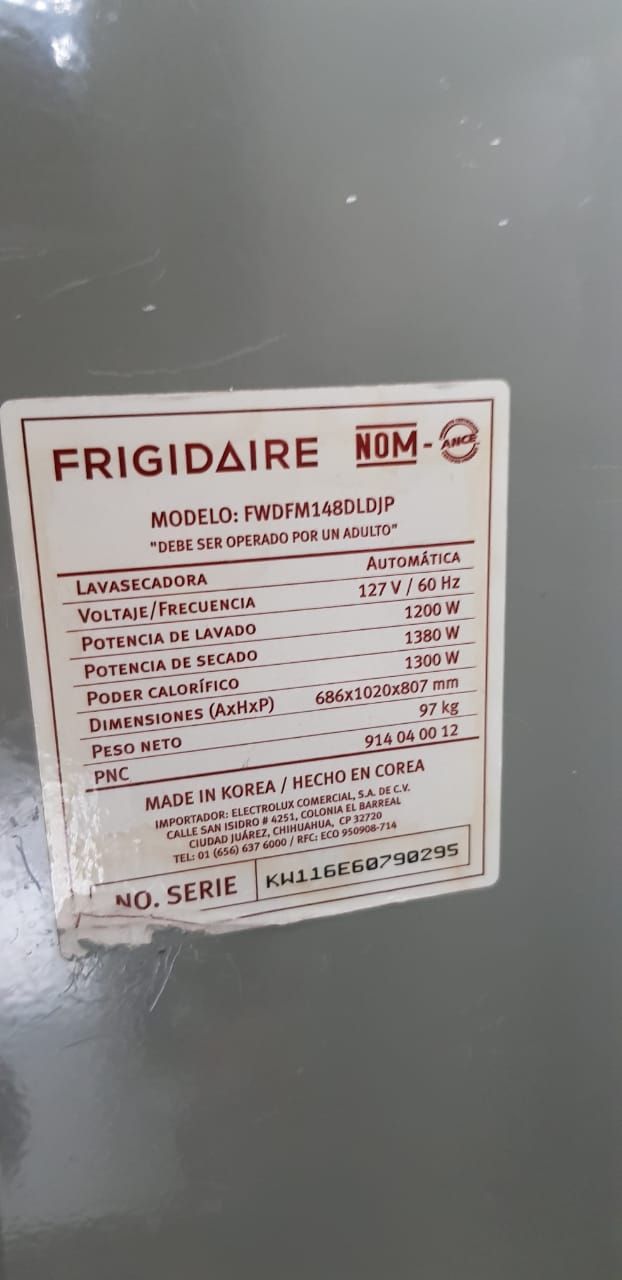 FRIGIDAIRE NOM-ANCE
MODELO: FWDFM148DLDJP
"DEBE SER OPERADO POR UN ADULTO"
LAVASECADORA AUTOMÁTICA
VOLTAJE/FRECUENCIA 127 V / 60 Hz
POTENCIA DE LAVADO 1200 W
POTENCIA DE SECADO 1380 W
PODER CALORÍFICO 1300 W
DIMENSIONES (AxHxP) 686x1020x807 mm
PESO NETO 97 kg
PNC 914 04 00 12
MADE IN KOREA / HECHO EN COREA
IMPORTADOR: ELECTROLUX COMERCIAL, S.A. DE C.V.
CALLE SAN ISIDRO # 4251, COLONIA EL BARREAL
CIUDAD JUÁREZ, CHIHUAHUA, CP 32720
TEL: 01 (656) 637 6000 / RFC: ECO 950908-714
NO. SERIE KW116E60790295